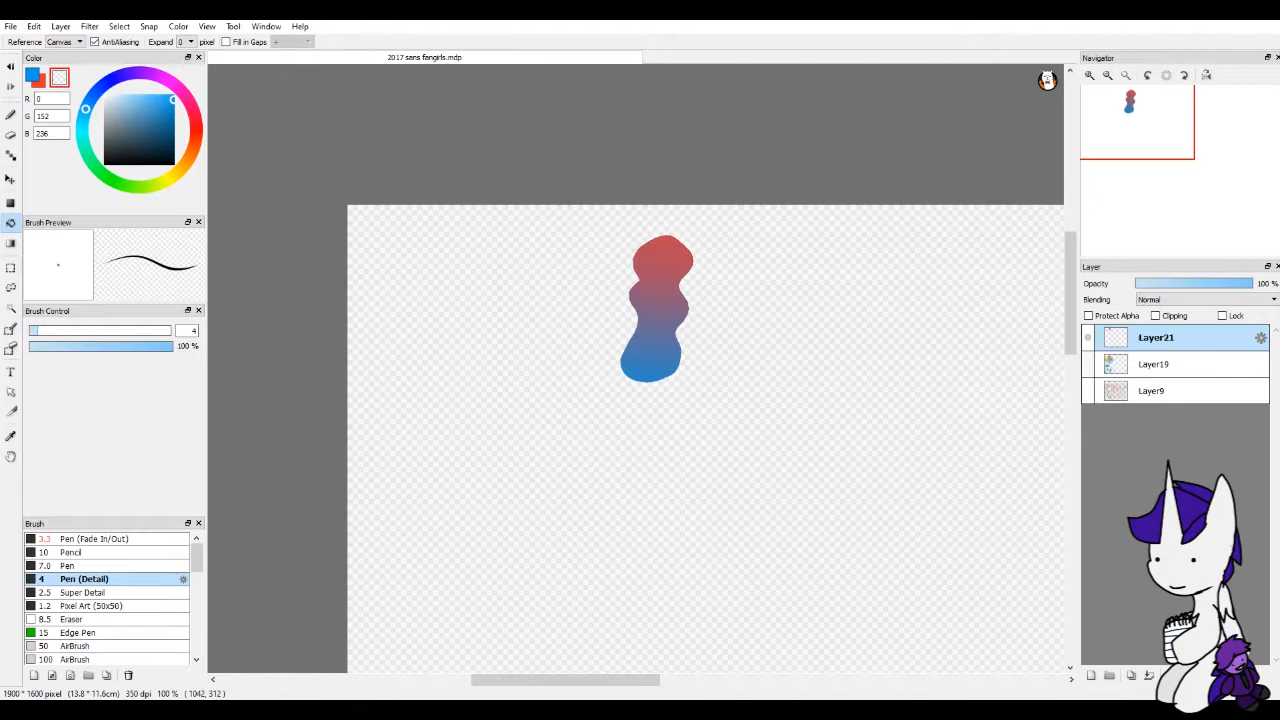 File Edit Layer Filter Select Snap Color View Tool Window Help
Reference Canvas AntiAliasing Expand 0 pixel Fill in Gaps
Color
2017 sans fangirls.mdp
Navigator
R 0
G 152
B 236
Brush Preview
Brush Control
4
100 %
Brush
3.3 Pen (Fade In/Out)
10 Pencil
7.0 Pen
4 Pen (Detail)
2.5 Super Detail
1.2 Pixel Art (50x50)
8.5 Eraser
15 Edge Pen
50 AirBrush
100 AirBrush
Layer
Opacity 100 %
Blending Normal
Protect Alpha Clipping Lock
Layer21
Layer19
Layer9
1900 * 1600 pixel (13.8 * 11.6cm) 350 dpi 100 % ( 1042, 312 )